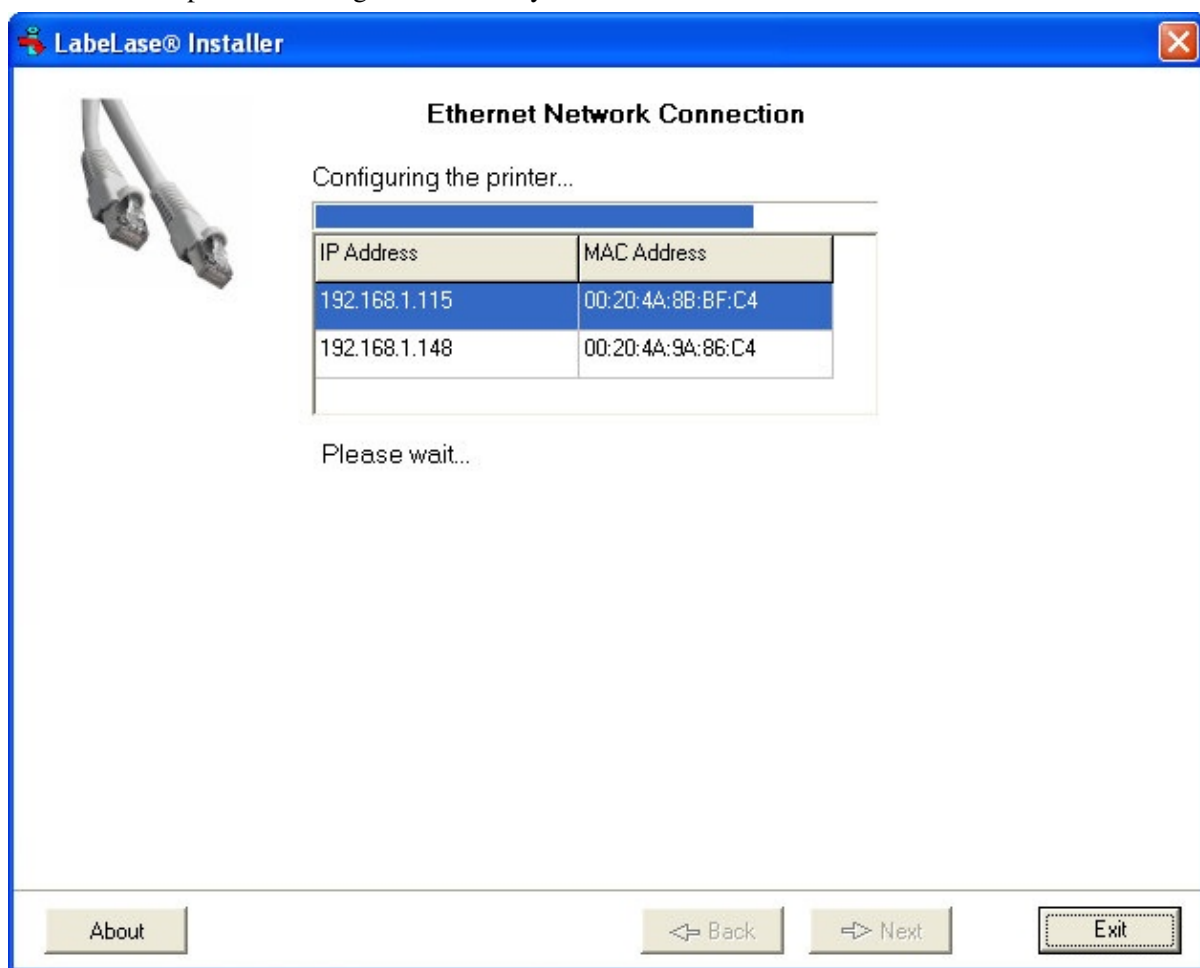 LabeLase® Installer
Ethernet Network Connection
Configuring the printer...
IP Address MAC Address
192.168.1.115 00:20:4A:8B:BF:C4
192.168.1.148 00:20:4A:9A:86:C4
Please wait...
About Back Next Exit